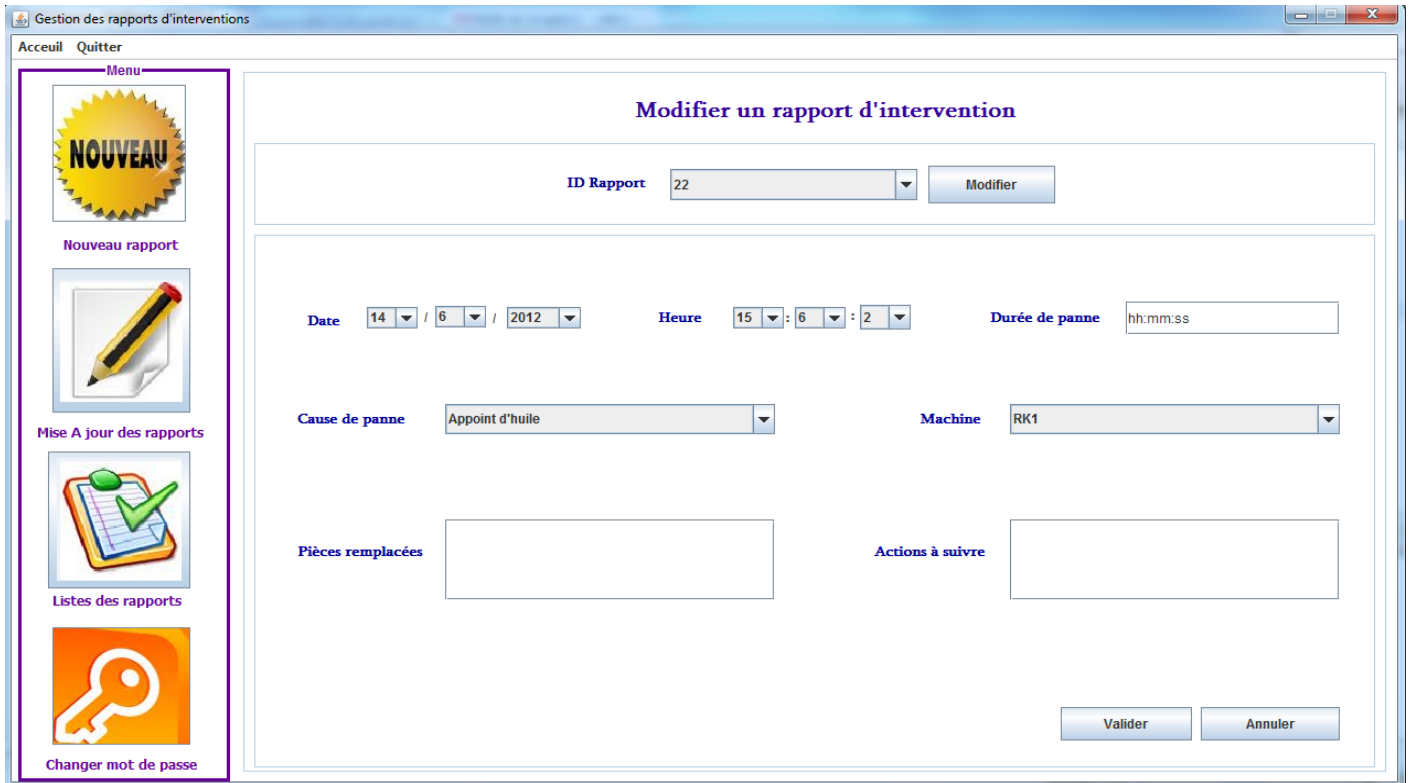 Gestion des rapports d'interventions
Acceuil Quitter
Menu
NOUVEAU
Nouveau rapport
Mise A jour des rapports
Listes des rapports
Changer mot de passe
Modifier un rapport d'intervention
ID Rapport 22 Modifier
Date 14 / 6 / 2012 Heure 15 : 6 : 2 Durée de panne hh:mm:ss
Cause de panne Appoint d'huile Machine RK1
Pièces remplacées Actions à suivre
Valider Annuler